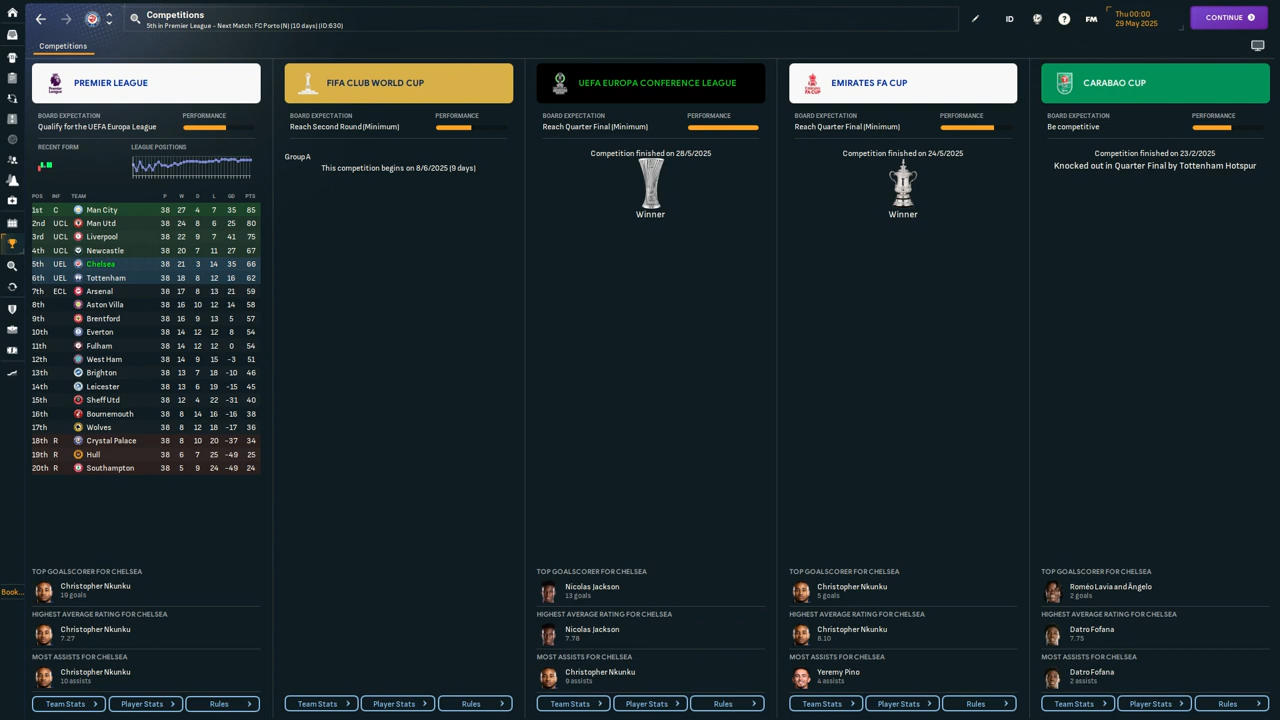 Competitions
5th in Premier League - Next Match: FC Porto (N) (10 days) (ID:630)
ID
?
FM
Thu 00:00
29 May 2025
CONTINUE
Competitions
PREMIER LEAGUE
BOARD EXPECTATION PERFORMANCE
Qualify for the UEFA Europa League
RECENT FORM LEAGUE POSITIONS
POS INF TEAM P W D L GD PTS
1st C Man City 38 27 4 7 35 85
2nd UCL Man Utd 38 24 8 6 25 80
3rd UCL Liverpool 38 22 9 7 41 75
4th UCL Newcastle 38 20 7 11 27 67
5th UEL Chelsea 38 21 3 14 35 66
6th UEL Tottenham 38 18 8 12 16 62
7th ECL Arsenal 38 17 8 13 21 59
8th Aston Villa 38 16 10 12 14 58
9th Brentford 38 16 9 13 5 57
10th Everton 38 14 12 12 8 54
11th Fulham 38 14 12 12 0 54
12th West Ham 38 14 9 15 -3 51
13th Brighton 38 13 7 18 -10 46
14th Leicester 38 13 6 19 -15 45
15th Sheff Utd 38 12 4 22 -31 40
16th Bournemouth 38 8 14 16 -16 38
17th Wolves 38 8 12 18 -17 36
18th R Crystal Palace 38 8 10 20 -37 34
19th R Hull 38 6 7 25 -49 25
20th R Southampton 38 5 9 24 -49 24
Book...
TOP GOALSCORER FOR CHELSEA
Christopher Nkunku
19 goals
HIGHEST AVERAGE RATING FOR CHELSEA
Christopher Nkunku
7.27
MOST ASSISTS FOR CHELSEA
Christopher Nkunku
10 assists
Team Stats Player Stats Rules
FIFA CLUB WORLD CUP
BOARD EXPECTATION PERFORMANCE
Reach Second Round (Minimum)
Group A
This competition begins on 8/6/2025 (9 days)
Team Stats Player Stats Rules
UEFA EUROPA CONFERENCE LEAGUE
BOARD EXPECTATION PERFORMANCE
Reach Quarter Final (Minimum)
Competition finished on 28/5/2025
Winner
TOP GOALSCORER FOR CHELSEA
Nicolas Jackson
13 goals
HIGHEST AVERAGE RATING FOR CHELSEA
Nicolas Jackson
7.78
MOST ASSISTS FOR CHELSEA
Christopher Nkunku
9 assists
Team Stats Player Stats Rules
EMIRATES FA CUP
BOARD EXPECTATION PERFORMANCE
Reach Quarter Final (Minimum)
Competition finished on 24/5/2025
Winner
TOP GOALSCORER FOR CHELSEA
Christopher Nkunku
5 goals
HIGHEST AVERAGE RATING FOR CHELSEA
Christopher Nkunku
8.10
MOST ASSISTS FOR CHELSEA
Yeremy Pino
4 assists
Team Stats Player Stats Rules
CARABAO CUP
BOARD EXPECTATION PERFORMANCE
Be competitive
Competition finished on 23/2/2025
Knocked out in Quarter Final by Tottenham Hotspur
TOP GOALSCORER FOR CHELSEA
Roméo Lavia and Ângelo
2 goals
HIGHEST AVERAGE RATING FOR CHELSEA
Datro Fofana
7.75
MOST ASSISTS FOR CHELSEA
Datro Fofana
2 assists
Team Stats Player Stats Rules